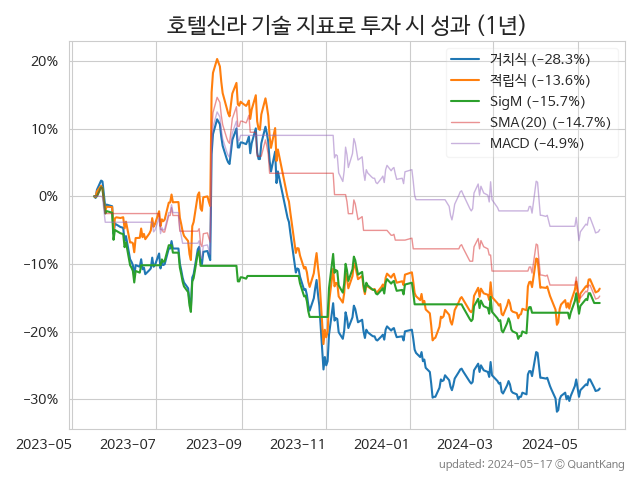 호텔신라 기술 지표로 투자 시 성과 (1년)
거치식 (−28.3%)
적립식 (−13.6%)
SigM (−15.7%)
SMA(20) (−14.7%)
MACD (−4.9%)
20%
10%
0%
−10%
−20%
−30%
2023−05
2023−07
2023−09
2023−11
2024−01
2024−03
2024−05
updated: 2024−05−17 © QuantKang